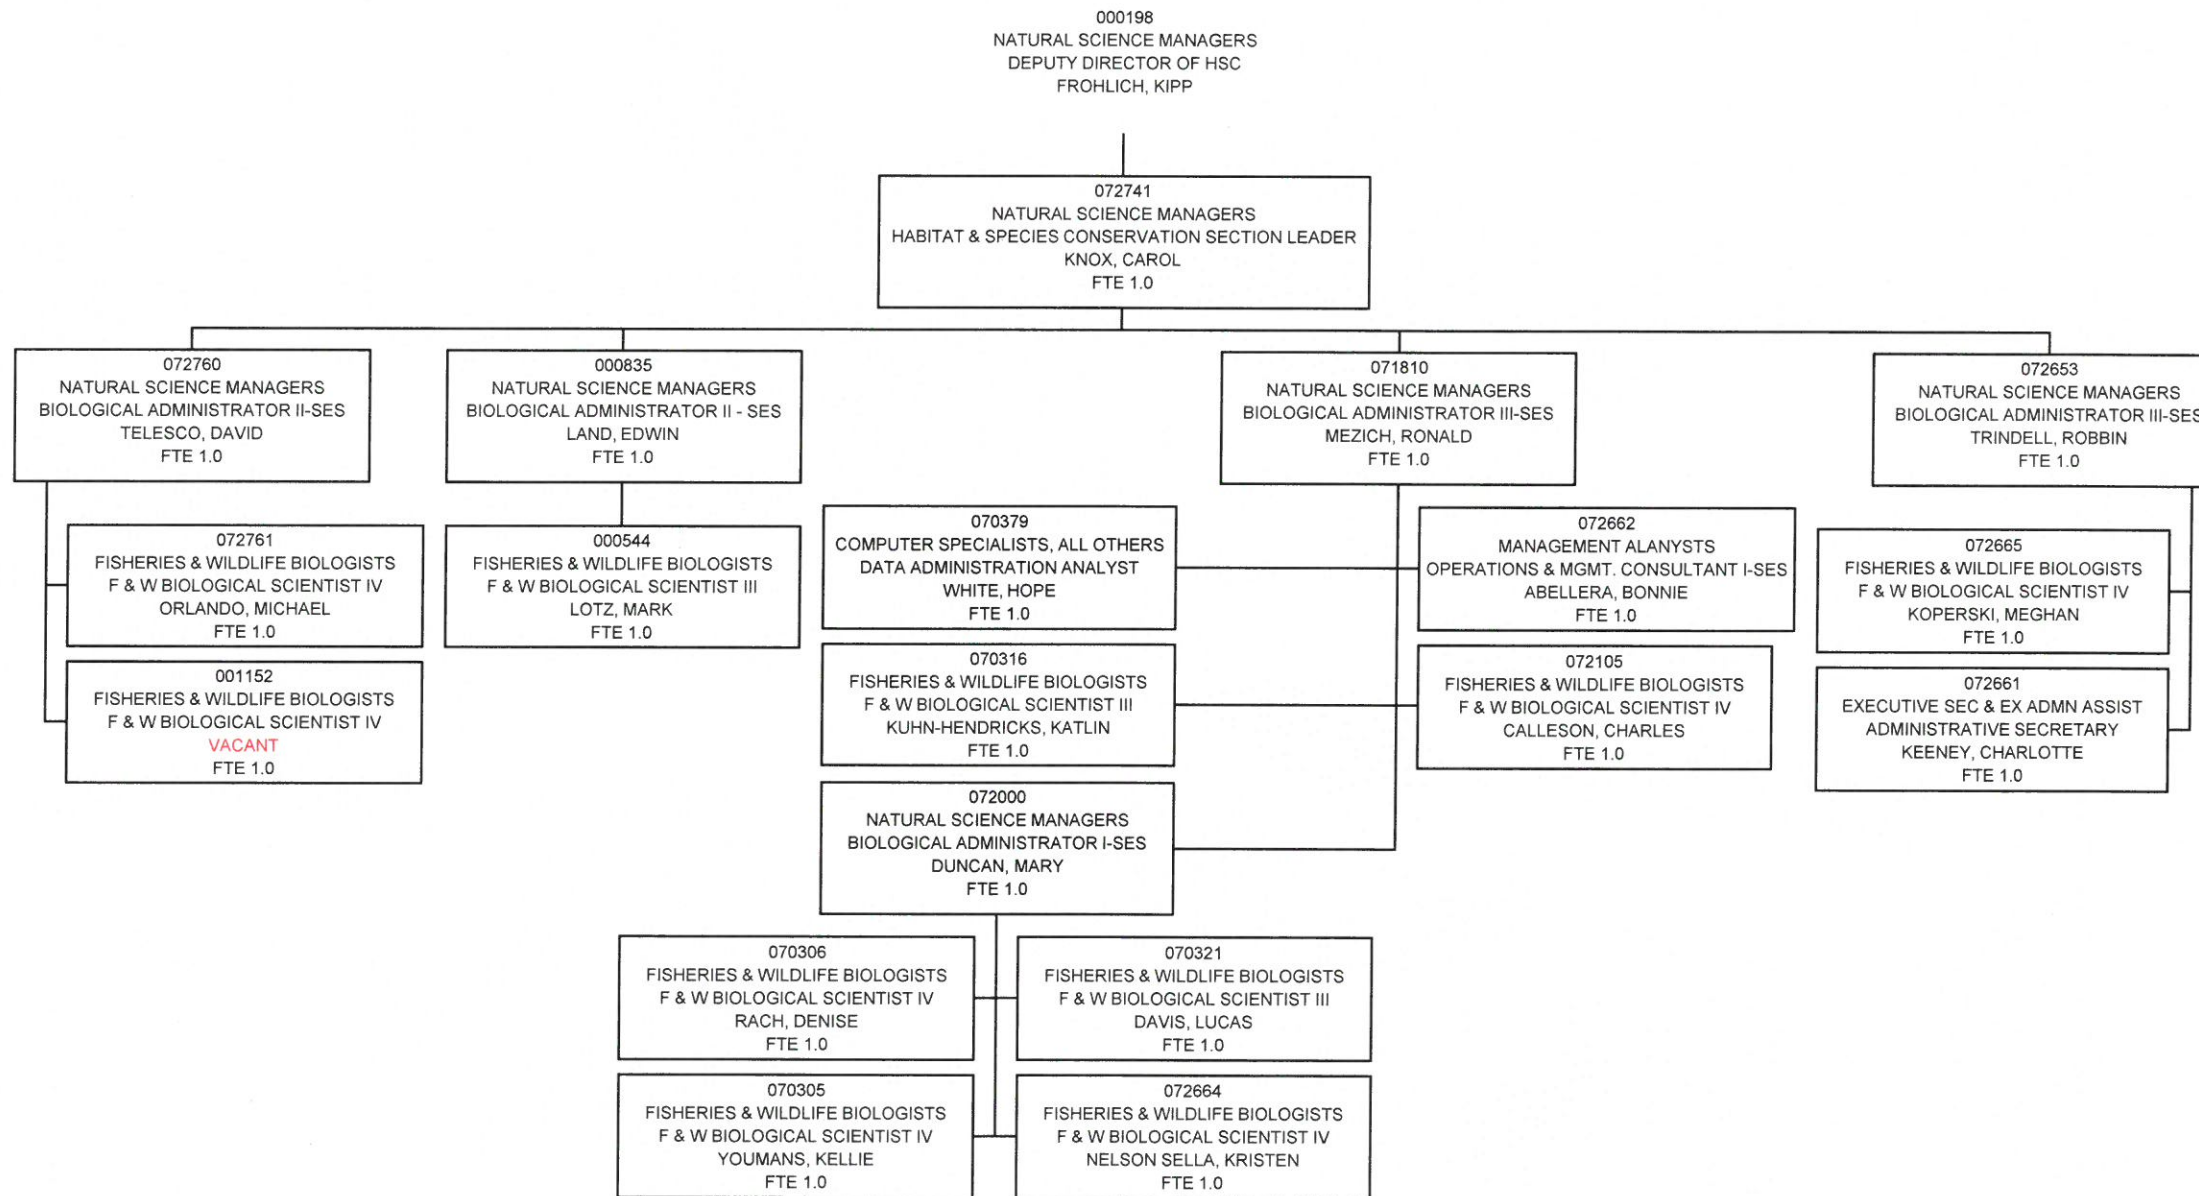 000198
NATURAL SCIENCE MANAGERS
DEPUTY DIRECTOR OF HSC
FROHLICH, KIPP
072741
NATURAL SCIENCE MANAGERS
HABITAT & SPECIES CONSERVATION SECTION LEADER
KNOX, CAROL
FTE 1.0
072760
NATURAL SCIENCE MANAGERS
BIOLOGICAL ADMINISTRATOR II-SES
TELESCO, DAVID
FTE 1.0
000835
NATURAL SCIENCE MANAGERS
BIOLOGICAL ADMINISTRATOR II - SES
LAND, EDWIN
FTE 1.0
071810
NATURAL SCIENCE MANAGERS
BIOLOGICAL ADMINISTRATOR III-SES
MEZICH, RONALD
FTE 1.0
072653
NATURAL SCIENCE MANAGERS
BIOLOGICAL ADMINISTRATOR III-SES
TRINDELL, ROBBIN
FTE 1.0
072761
FISHERIES & WILDLIFE BIOLOGISTS
F & W BIOLOGICAL SCIENTIST IV
ORLANDO, MICHAEL
FTE 1.0
001152
FISHERIES & WILDLIFE BIOLOGISTS
F & W BIOLOGICAL SCIENTIST IV
VACANT
FTE 1.0
000544
FISHERIES & WILDLIFE BIOLOGISTS
F & W BIOLOGICAL SCIENTIST III
LOTZ, MARK
FTE 1.0
070379
COMPUTER SPECIALISTS, ALL OTHERS
DATA ADMINISTRATION ANALYST
WHITE, HOPE
FTE 1.0
072662
MANAGEMENT ALANYSTS
OPERATIONS & MGMT. CONSULTANT I-SES
ABELLERA, BONNIE
FTE 1.0
070316
FISHERIES & WILDLIFE BIOLOGISTS
F & W BIOLOGICAL SCIENTIST III
KUHN-HENDRICKS, KATLIN
FTE 1.0
072105
FISHERIES & WILDLIFE BIOLOGISTS
F & W BIOLOGICAL SCIENTIST IV
CALLESON, CHARLES
FTE 1.0
072665
FISHERIES & WILDLIFE BIOLOGISTS
F & W BIOLOGICAL SCIENTIST IV
KOPERSKI, MEGHAN
FTE 1.0
072661
EXECUTIVE SEC & EX ADMN ASSIST
ADMINISTRATIVE SECRETARY
KEENEY, CHARLOTTE
FTE 1.0
072000
NATURAL SCIENCE MANAGERS
BIOLOGICAL ADMINISTRATOR I-SES
DUNCAN, MARY
FTE 1.0
070306
FISHERIES & WILDLIFE BIOLOGISTS
F & W BIOLOGICAL SCIENTIST IV
RACH, DENISE
FTE 1.0
070321
FISHERIES & WILDLIFE BIOLOGISTS
F & W BIOLOGICAL SCIENTIST III
DAVIS, LUCAS
FTE 1.0
070305
FISHERIES & WILDLIFE BIOLOGISTS
F & W BIOLOGICAL SCIENTIST IV
YOUMANS, KELLIE
FTE 1.0
072664
FISHERIES & WILDLIFE BIOLOGISTS
F & W BIOLOGICAL SCIENTIST IV
NELSON SELLA, KRISTEN
FTE 1.0